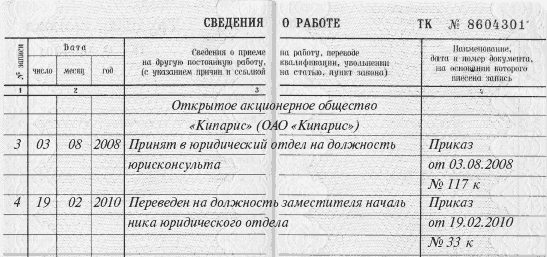 СВЕДЕНИЯ О РАБОТЕ ТК № 8604301
№ записи Дата Сведения о приеме на работу, переводе Наименование,
на другую постоянную работу, квалификации, увольнении дата и номер документа,
число месяц год (с указанием причин и ссылкой на статью, пункт закона) на основании которого
внесена запись
1 2 3 4
Открытое акционерное общество
«Кипарис» (ОАО «Кипарис»)
3 03 08 2008 Принят в юридический отдел на должность Приказ
юрисконсульта от 03.08.2008
№ 117 к
4 19 02 2010 Переведен на должность заместителя началь Приказ
ника юридического отдела от 19.02.2010
№ 33 к